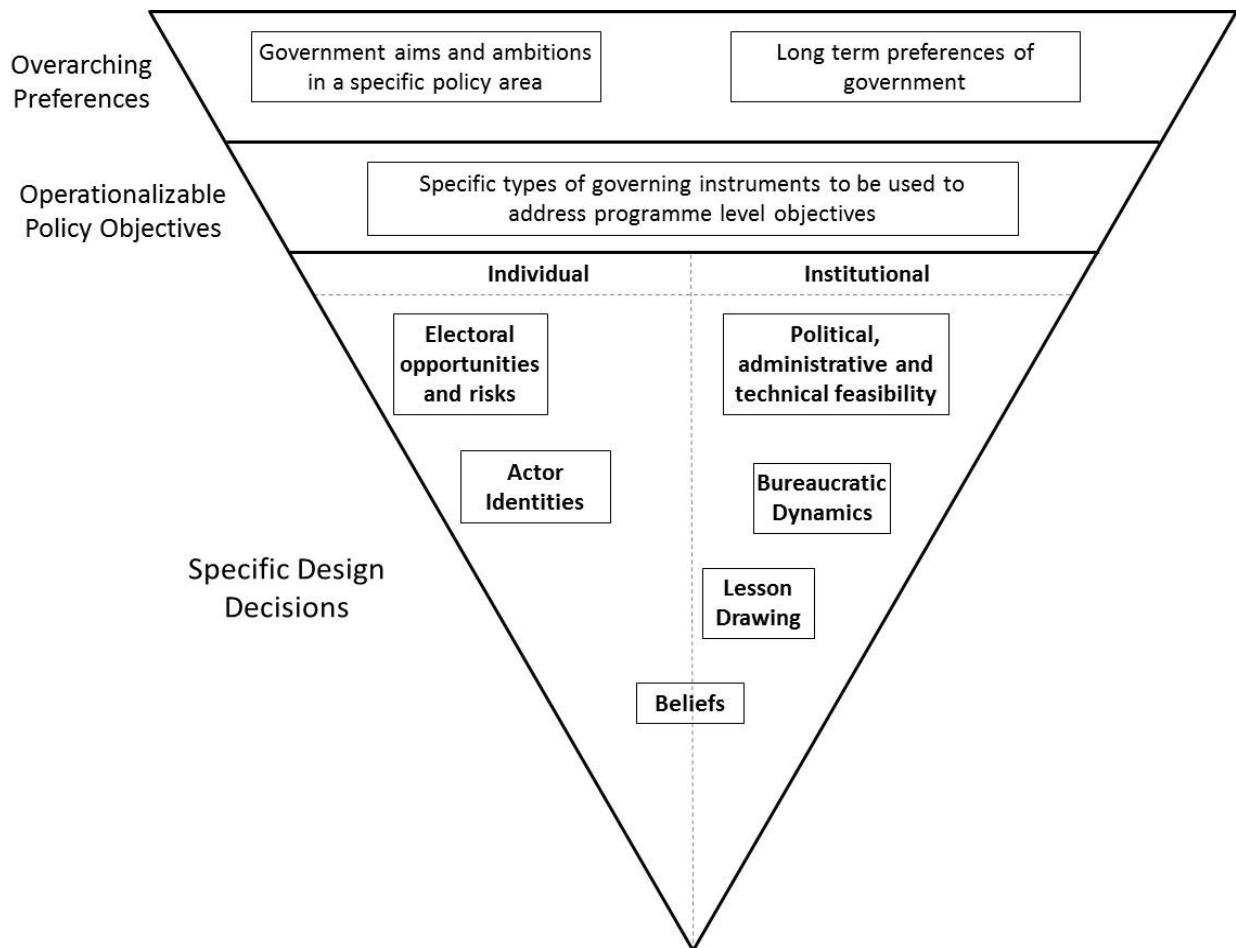 Overarching
Preferences
Government aims and ambitions
in a specific policy area
Long term preferences of
government
Operationalizable
Policy Objectives
Specific types of governing instruments to be used to
address programme level objectives
Individual
Institutional
Electoral
opportunities
and risks
Political,
administrative and
technical feasibility
Actor
Identities
Bureaucratic
Dynamics
Specific Design
Decisions
Lesson
Drawing
Beliefs